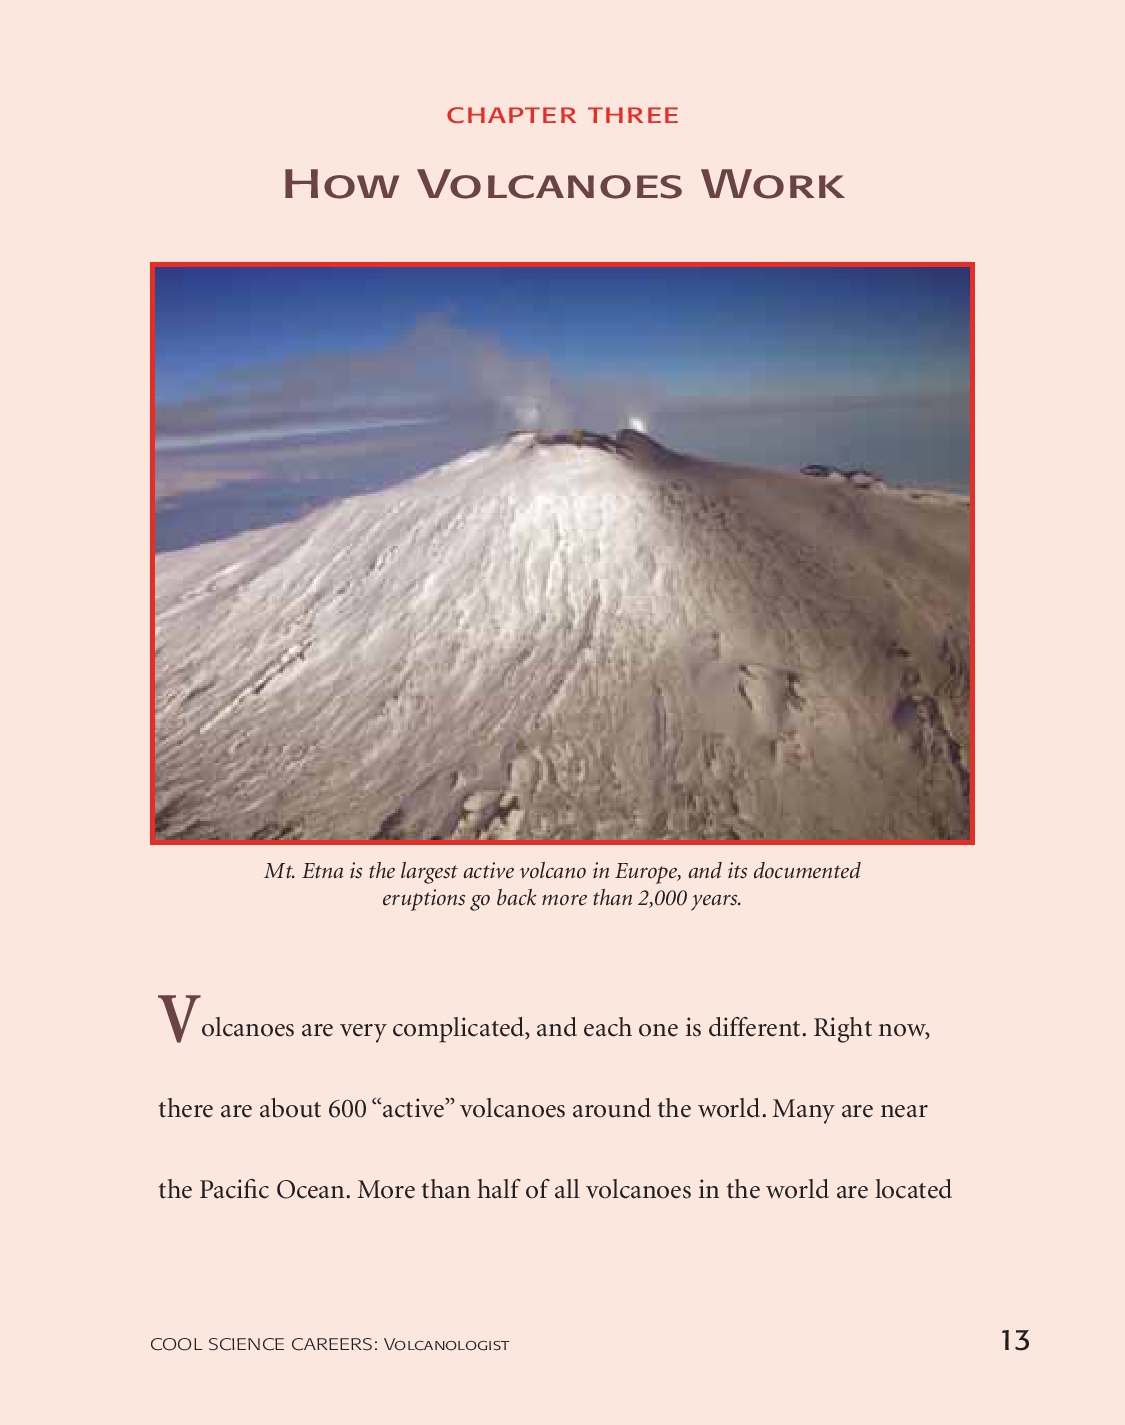 CHAPTER THREE
How Volcanoes Work
Mt. Etna is the largest active volcano in Europe, and its documented
eruptions go back more than 2,000 years.
Volcanoes are very complicated, and each one is different. Right now,
there are about 600 “active” volcanoes around the world. Many are near
the Pacific Ocean. More than half of all volcanoes in the world are located
COOL SCIENCE CAREERS: Volcanologist
13